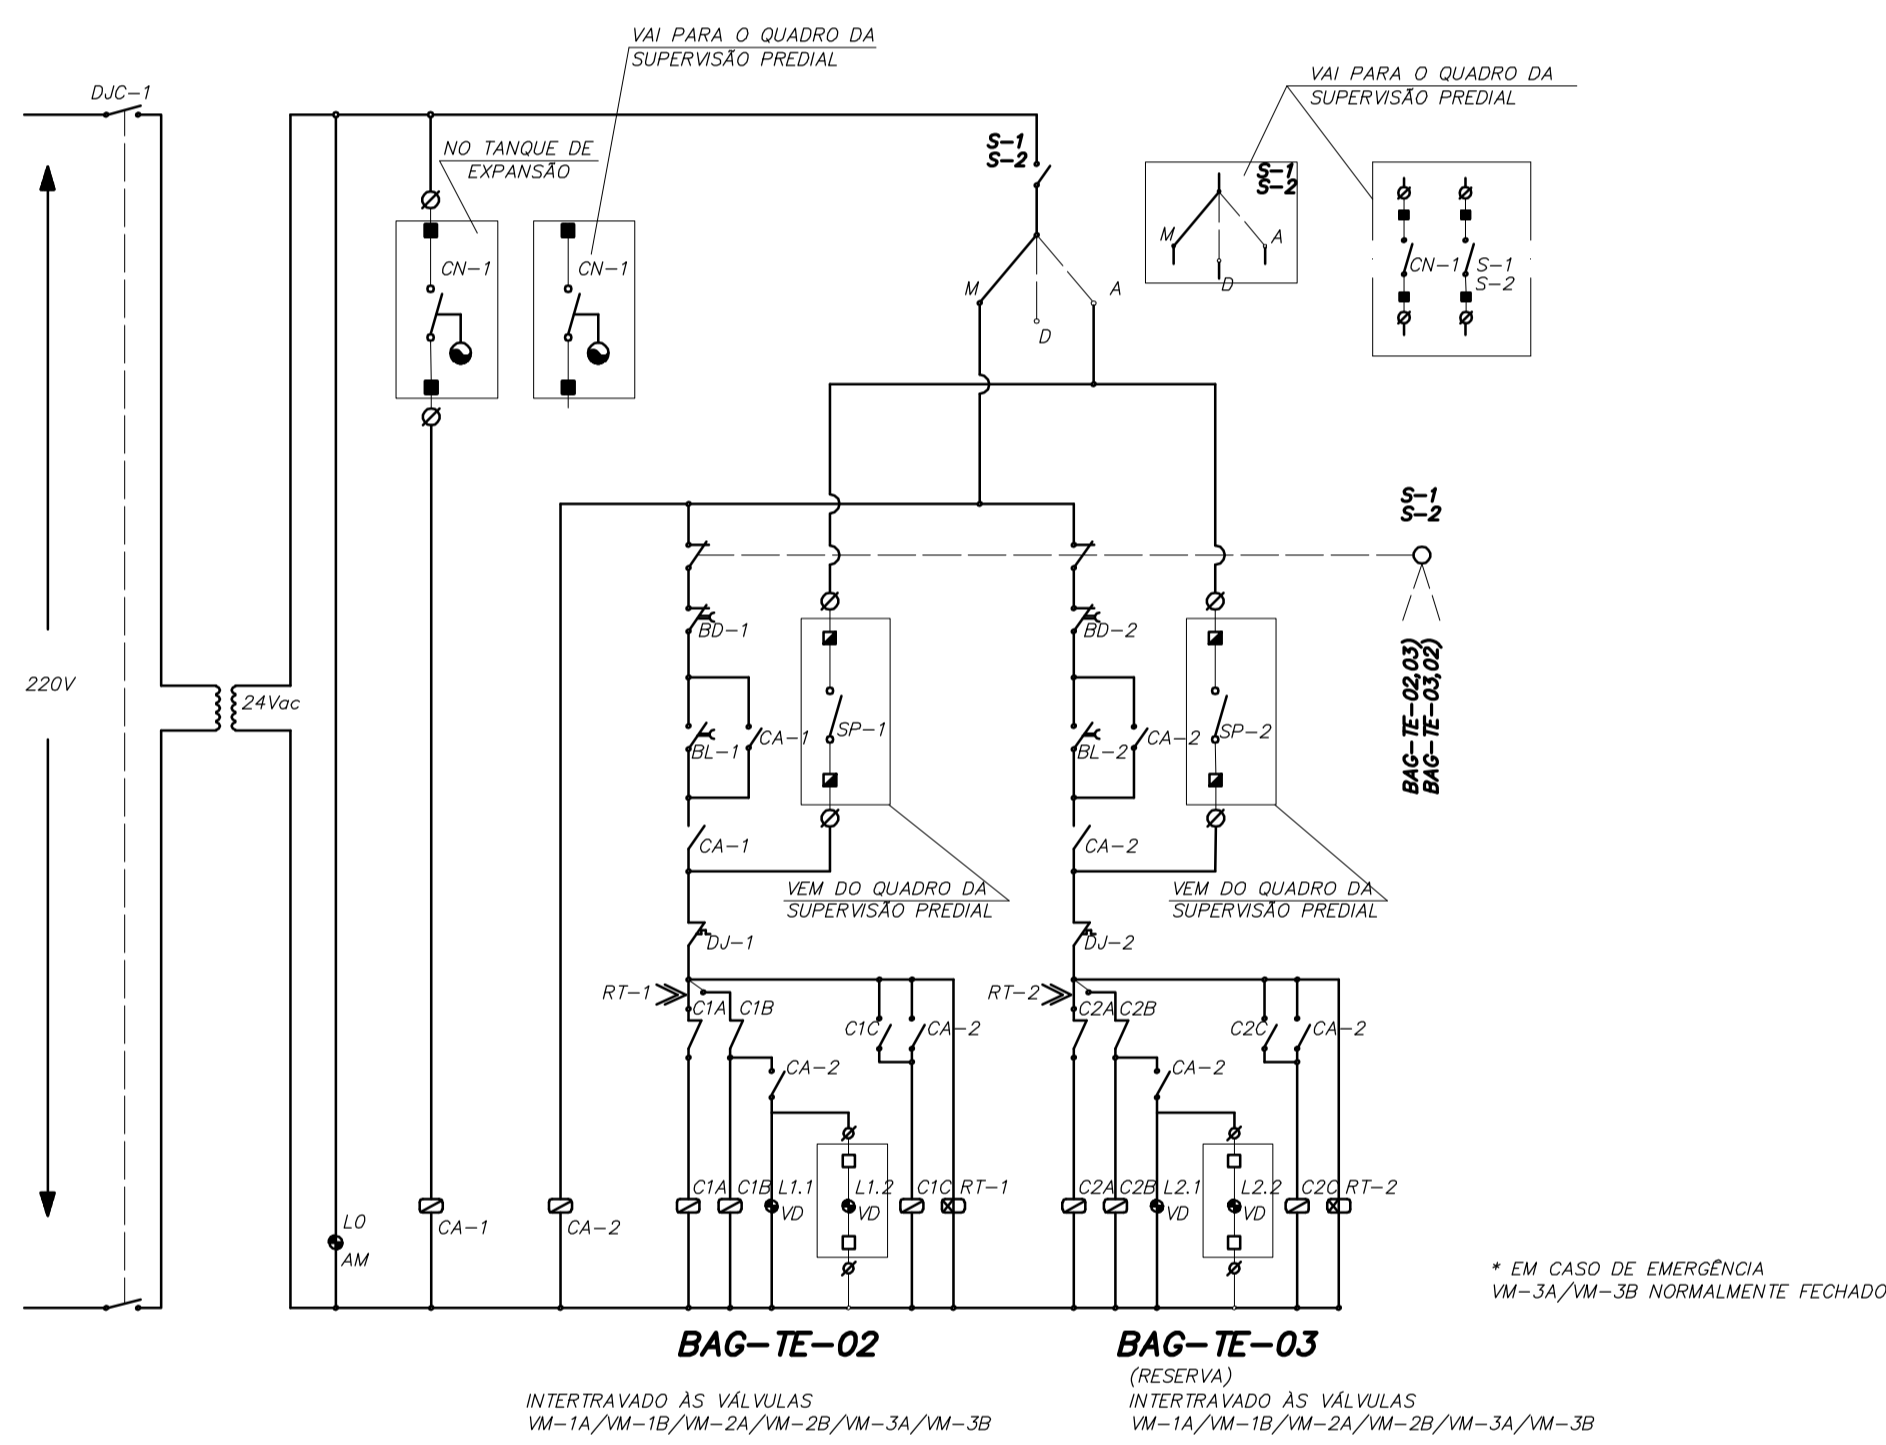 VAI PARA O QUADRO DA
SUPERVISÃO PREDIAL
VAI PARA O QUADRO DA
SUPERVISÃO PREDIAL
DJC-1
NO TANQUE DE
EXPANSÃO
S-1
S-2
S-1
S-2
M
A
D
CN-1
CN-1
CN-1
S-1
S-2
M
A
D
S-1
S-2
BD-1
BD-2
BAG-TE-02,03)
BAG-TE-03,02)
220V
24Vac
BL-1
CA-1
SP-1
BL-2
CA-2
SP-2
CA-1
CA-2
VEM DO QUADRO DA
SUPERVISÃO PREDIAL
VEM DO QUADRO DA
SUPERVISÃO PREDIAL
DJ-1
DJ-2
RT-1
C1A
C1B
C1C
CA-2
RT-2
C2A
C2B
C2C
CA-2
CA-2
CA-2
C1A
C1B
L1.1
VD
L1.2
VD
C1C
RT-1
C2A
C2B
L2.1
VD
L2.2
VD
C2C
RT-2
LO
AM
CA-1
CA-2
* EM CASO DE EMERGÊNCIA
VM-3A/VM-3B NORMALMENTE FECHADO
BAG-TE-02
BAG-TE-03
(RESERVA)
INTERTRAVADO ÀS VÁLVULAS
VM-1A/VM-1B/VM-2A/VM-2B/VM-3A/VM-3B
INTERTRAVADO ÀS VÁLVULAS
VM-1A/VM-1B/VM-2A/VM-2B/VM-3A/VM-3B